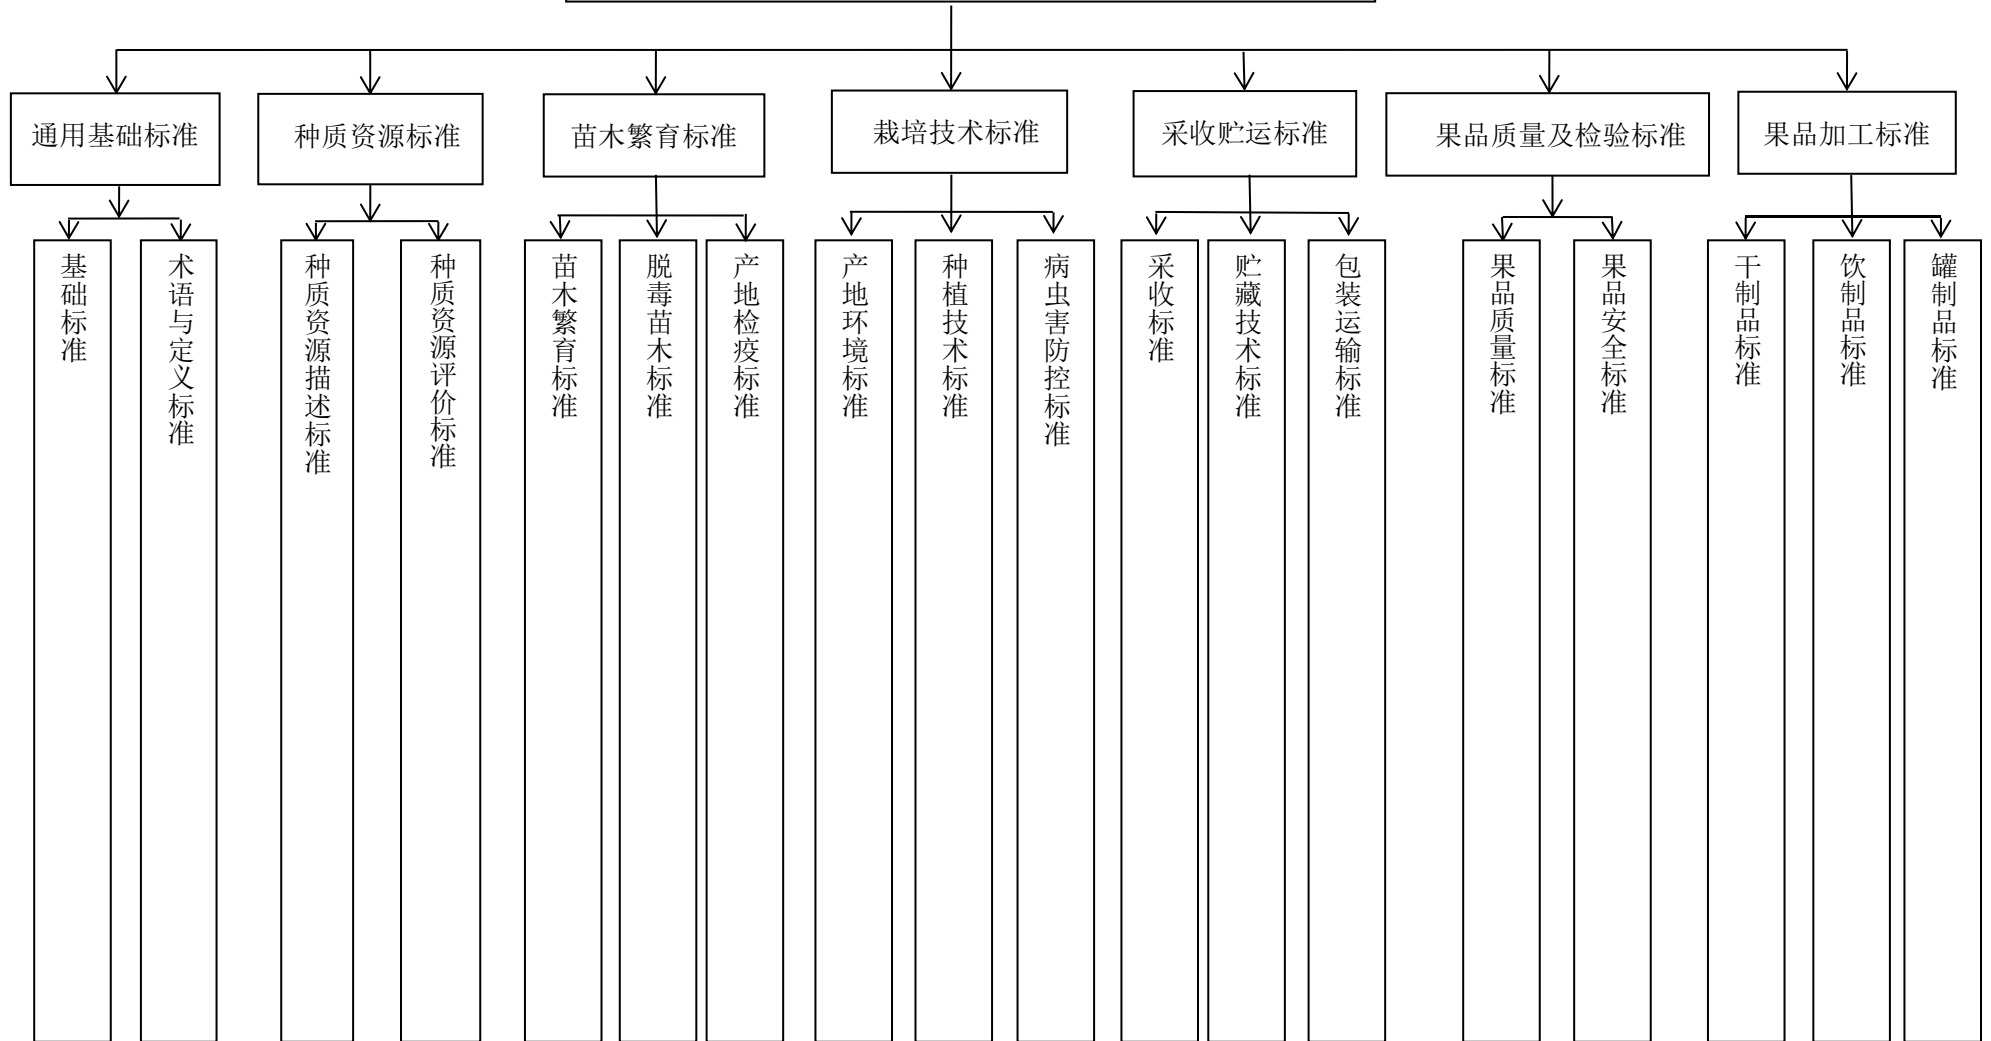 通用基础标准
种质资源标准
苗木繁育标准
栽培技术标准
采收贮运标准
果品质量及检验标准
果品加工标准
基础标准
术语与定义标准
种质资源描述标准
种质资源评价标准
苗木繁育标准
脱毒苗木标准
产地检疫标准
产地环境标准
种植技术标准
病虫害防控标准
采收标准
贮藏技术标准
包装运输标准
果品质量标准
果品安全标准
干制品标准
饮制品标准
罐制品标准